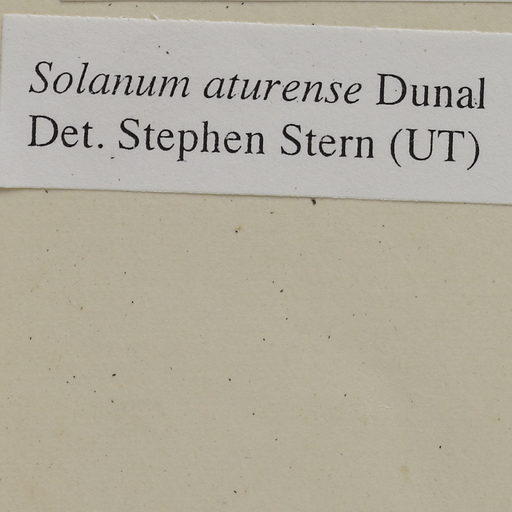 Solanum aturense Dunal
Det. Stephen Stern (UT)